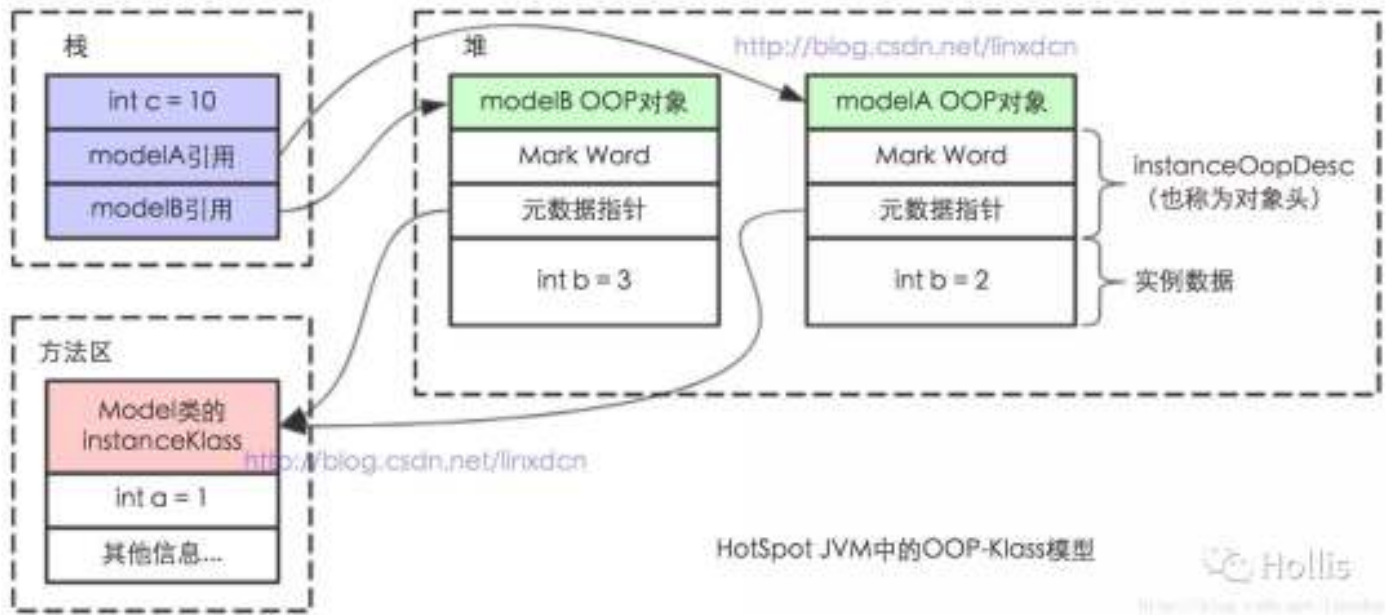 栈
int c = 10
modelA引用
modelB引用
堆
http://blog.csdn.net/linxdcn
modelB OOP对象
Mark Word
元数据指针
int b = 3
modelA OOP对象
Mark Word
元数据指针
int b = 2
instanceOopDesc
（也称为对象头）
实例数据
方法区
Model类的
instanceKlass
int a = 1
其他信息...
http://blog.csdn.net/linxdcn
HotSpot JVM中的OOP-Klass模型
Hollis